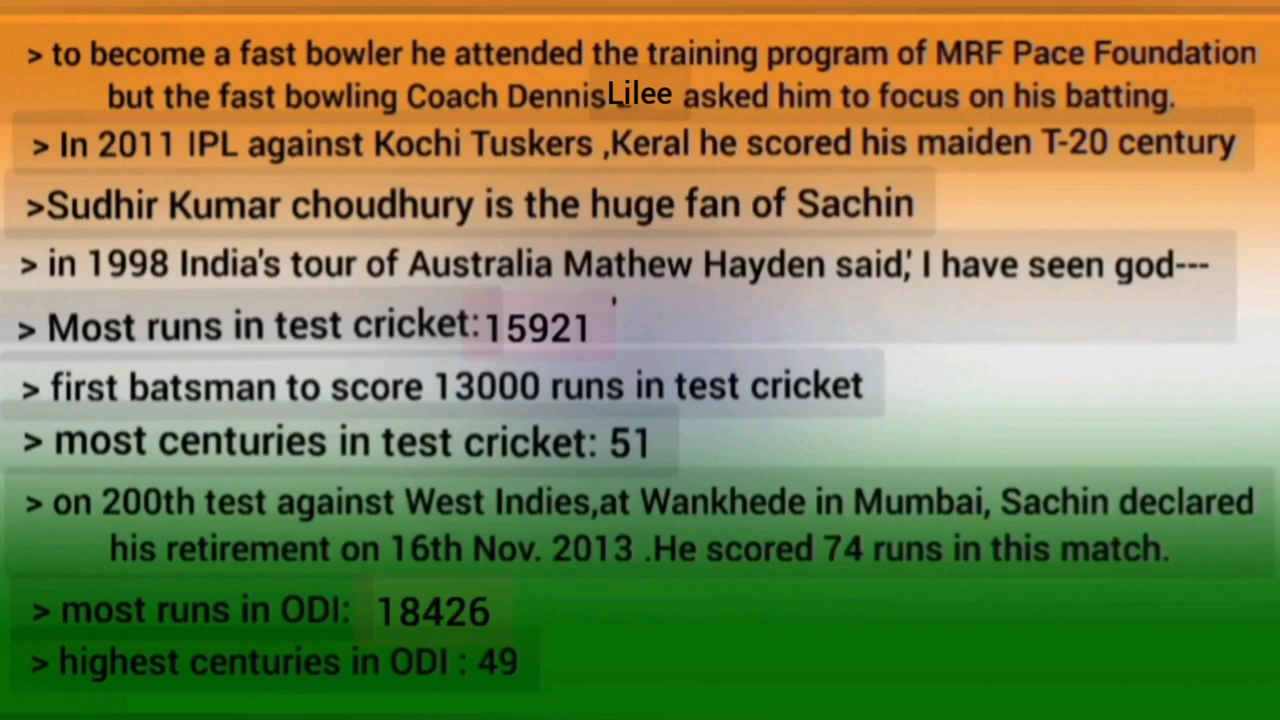 > to become a fast bowler he attended the training program of MRF Pace Foundation
but the fast bowling Coach Dennis Lilee asked him to focus on his batting.
> In 2011 IPL against Kochi Tuskers ,Keral he scored his maiden T-20 century
>Sudhir Kumar choudhury is the huge fan of Sachin
> in 1998 India's tour of Australia Mathew Hayden said,' I have seen god---
'
> Most runs in test cricket: 15921
> first batsman to score 13000 runs in test cricket
> most centuries in test cricket: 51
> on 200th test against West Indies,at Wankhede in Mumbai, Sachin declared
his retirement on 16th Nov. 2013 .He scored 74 runs in this match.
> most runs in ODI: 18426
> highest centuries in ODI : 49